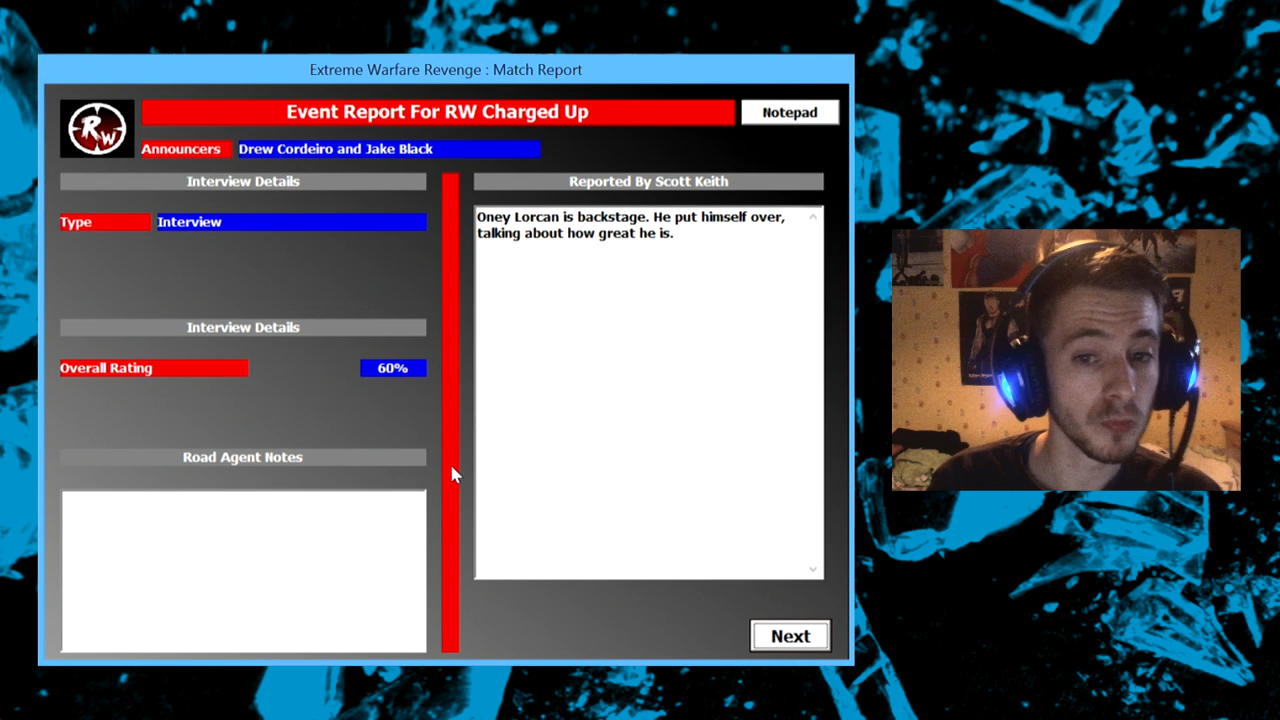 Extreme Warfare Revenge : Match Report
RW
Event Report For RW Charged Up
Notepad
Announcers
Drew Cordeiro and Jake Black
Interview Details
Type
Interview
Interview Details
Overall Rating
60%
Road Agent Notes
Reported By Scott Keith
Oney Lorcan is backstage. He put himself over,
talking about how great he is.
Next